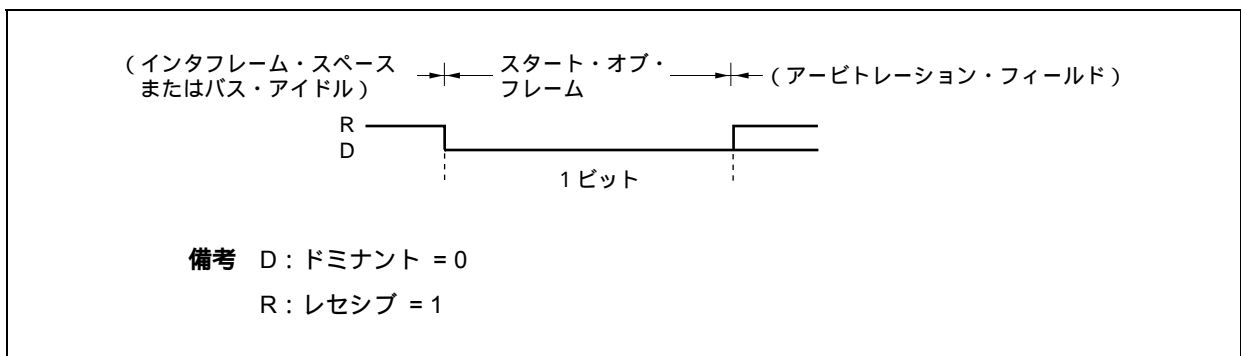 (インタフレーム・スペース
またはバス・アイドル)
スタート・オブ・
フレーム
(アービトレーション・フィールド)
R
D
1ビット
備考 D:ドミナント = 0
R:レセシブ = 1